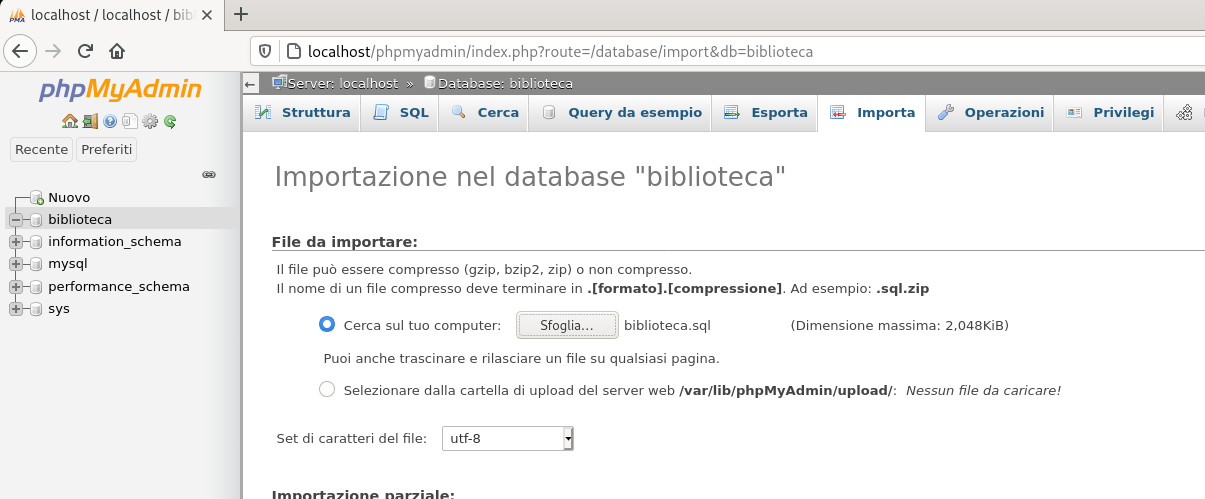 localhost / localhost / bib
localhost/phpmyadmin/index.php?route=/database/import&db=biblioteca
phpMyAdmin
Recente Preferiti
Nuovo
biblioteca
information_schema
mysql
performance_schema
sys
Server: localhost » Database: biblioteca
Struttura SQL Cerca Query da esempio Esporta Importa Operazioni Privilegi
Importazione nel database "biblioteca"
File da importare:
Il file può essere compresso (gzip, bzip2, zip) o non compresso.
Il nome di un file compresso deve terminare in .[formato].[compressione]. Ad esempio: .sql.zip
Cerca sul tuo computer: Sfoglia... biblioteca.sql (Dimensione massima: 2,048KiB)
Puoi anche trascinare e rilasciare un file su qualsiasi pagina.
Selezionare dalla cartella di upload del server web /var/lib/phpMyAdmin/upload/: Nessun file da caricare!
Set di caratteri del file: utf-8
Importazione parziale: